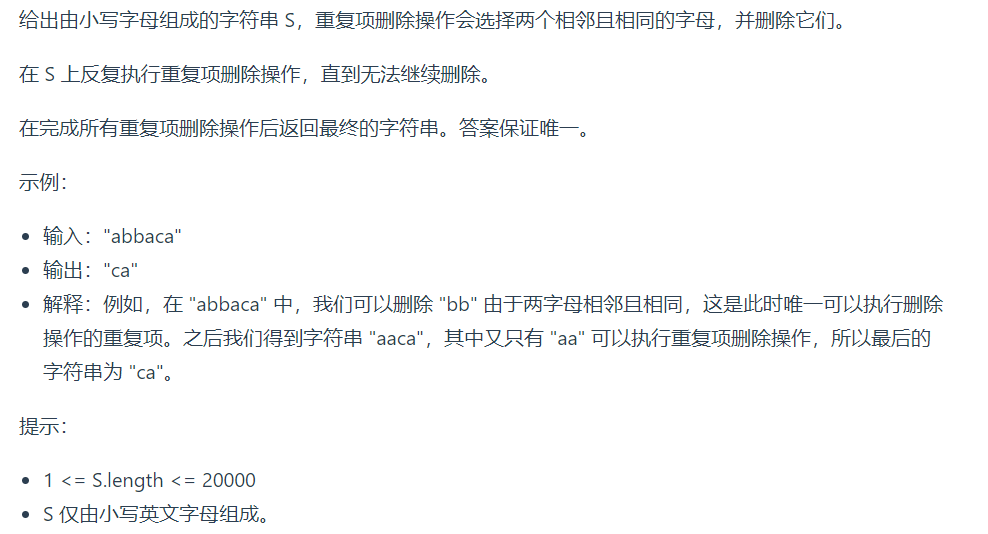 给出由小写字母组成的字符串 S，重复项删除操作会选择两个相邻且相同的字母，并删除它们。
在 S 上反复执行重复项删除操作，直到无法继续删除。
在完成所有重复项删除操作后返回最终的字符串。答案保证唯一。
示例：
• 输入："abbaca"
• 输出："ca"
• 解释：例如，在 "abbaca" 中，我们可以删除 "bb" 由于两字母相邻且相同，这是此时唯一可以执行删除
操作的重复项。之后我们得到字符串 "aaca"，其中又只有 "aa" 可以执行重复项删除操作，所以最后的
字符串为 "ca"。
提示：
• 1 <= S.length <= 20000
• S 仅由小写英文字母组成。